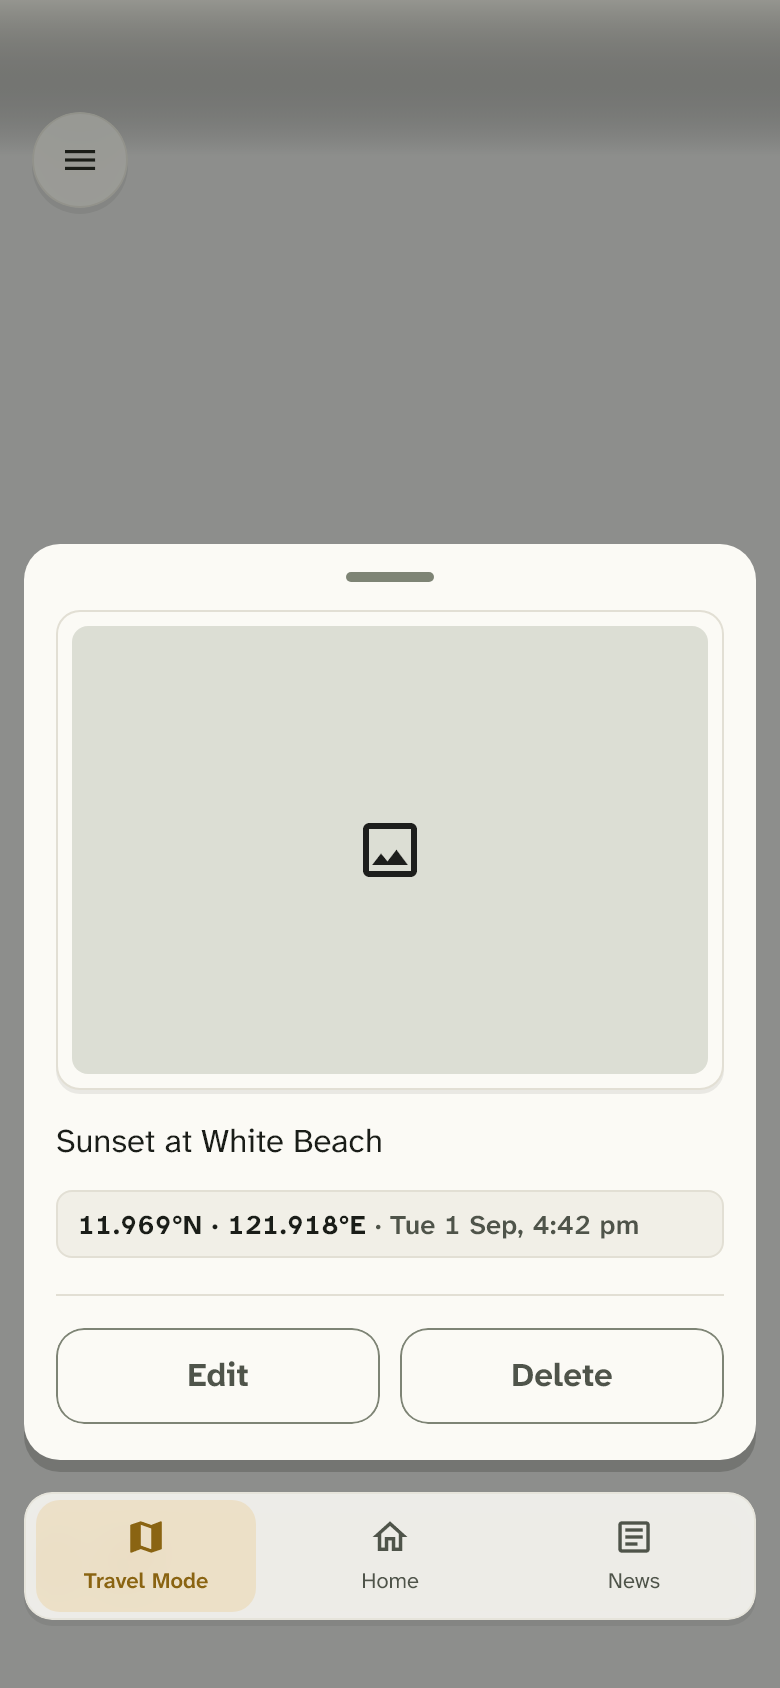 Sunset at White Beach
11.969°N · 121.918°E · Tue 1 Sep, 4:42 pm
Edit
Delete
Travel Mode
Home
News